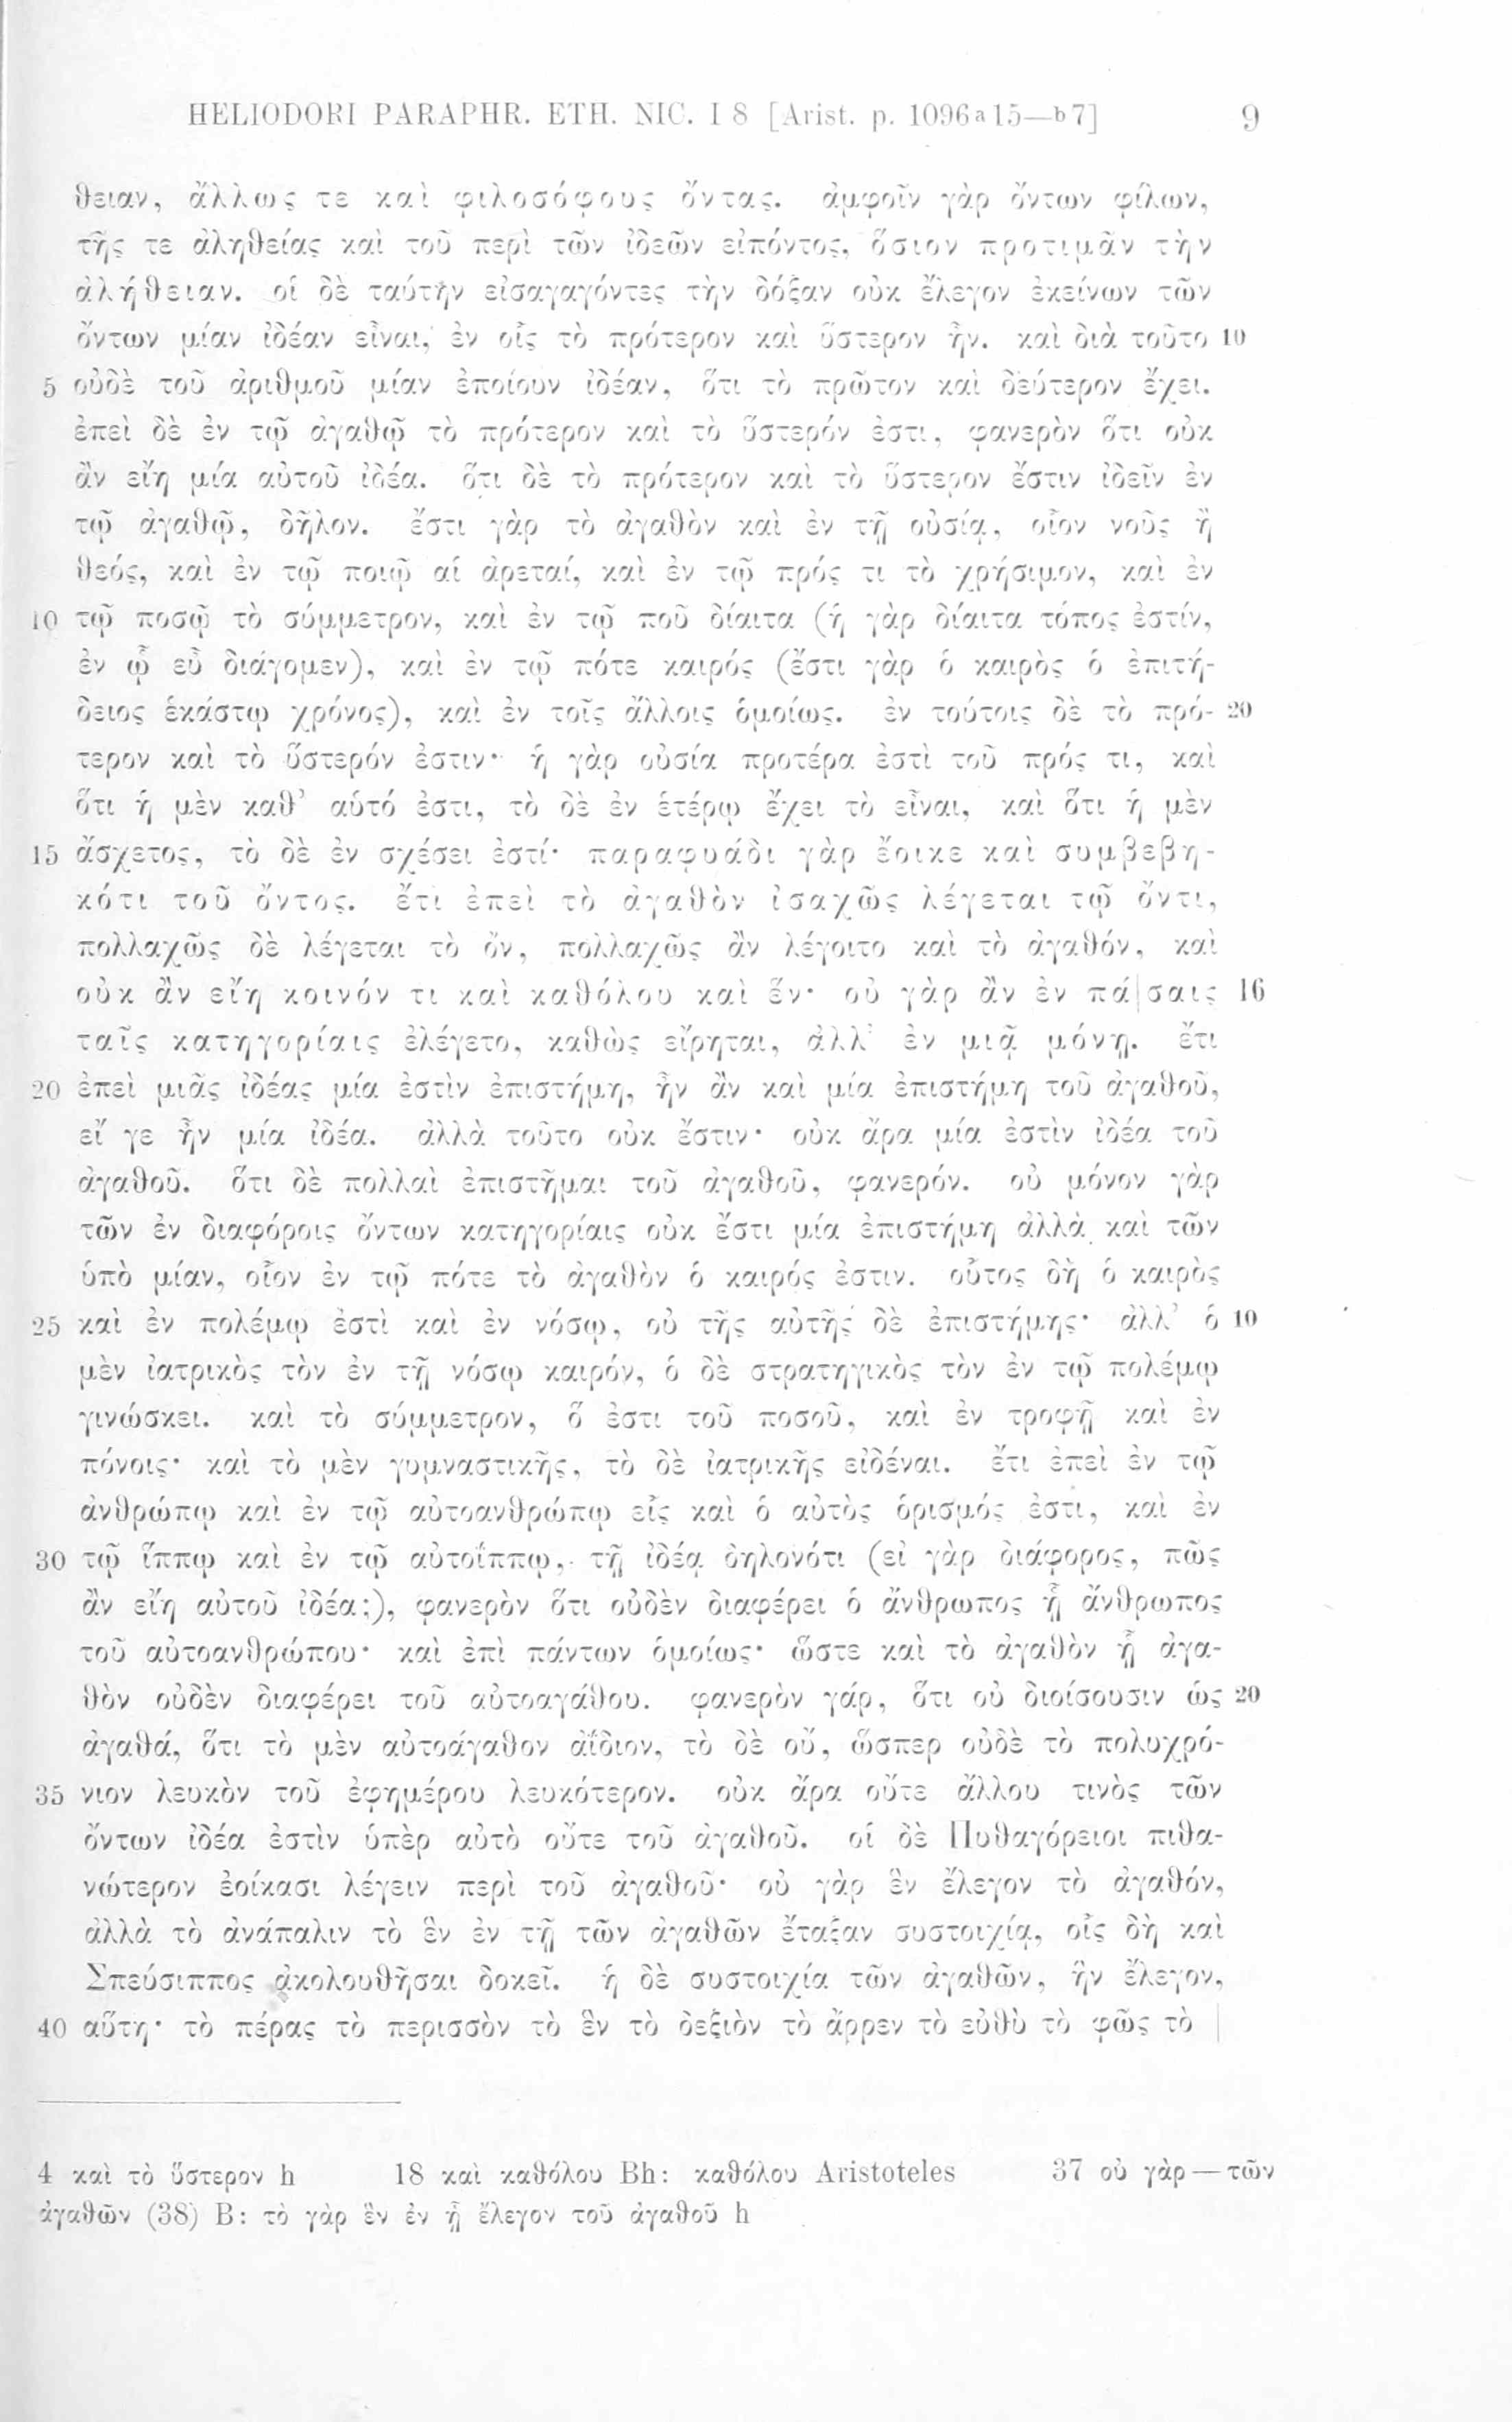 HELIODORI PARAPHR. ETH. NIC. I 8 [Arist. p. 1096a15—b7] 9
θειαν, ἄλλως τε καὶ φιλοσόφους ὄντας. ἀμφοῖν γὰρ ὄντων φίλων,
τῆς τε ἀληθείας καὶ τοῦ περὶ τῶν ἰδεῶν εἰπόντος, ὅσιον προτιμᾶν τὴν
ἀλήθειαν. οἱ δὲ ταύτην εἰσαγαγόντες τὴν δόξαν οὐκ ἔλεγον ἐκείνων τῶν
ὄντων μίαν ἰδέαν εἶναι, ἐν οἷς τὸ πρότερον καὶ ὕστερον ἦν. καὶ διὰ τοῦτο 10
5 οὐδὲ τοῦ ἀριθμοῦ μίαν ἐποίουν ἰδέαν, ὅτι τὸ πρῶτον καὶ δεύτερον ἔχει.
ἐπεὶ δὲ ἐν τῷ ἀγαθῷ τὸ πρότερον καὶ τὸ ὕστερόν ἐστι, φανερὸν ὅτι οὐκ
ἂν εἴη μία αὐτοῦ ἰδέα. ὅτι δὲ τὸ πρότερον καὶ τὸ ὕστερον ἔστιν ἰδεῖν ἐν
τῷ ἀγαθῷ, δῆλον. ἔστι γὰρ τὸ ἀγαθὸν καὶ ἐν τῇ οὐσίᾳ, οἷον νοῦς ἢ
θεός, καὶ ἐν τῷ ποιῷ αἱ ἀρεταί, καὶ ἐν τῷ πρός τι τὸ χρήσιμον, καὶ ἐν
10 τῷ ποσῷ τὸ σύμμετρον, καὶ ἐν τῷ ποῦ δίαιτα (ἡ γὰρ δίαιτα τόπος ἐστίν,
ἐν ᾧ εὖ διάγομεν), καὶ ἐν τῷ πότε καιρός (ἔστι γὰρ ὁ καιρὸς ὁ ἐπιτή-
δειος ἑκάστῳ χρόνος), καὶ ἐν τοῖς ἄλλοις ὁμοίως. ἐν τούτοις δὲ τὸ πρό- 20
τερον καὶ τὸ ὕστερόν ἐστιν· ἡ γὰρ οὐσία προτέρα ἐστὶ τοῦ πρός τι, καὶ
ὅτι ἡ μὲν καθ’ αὑτό ἐστι, τὸ δὲ ἐν ἑτέρῳ ἔχει τὸ εἶναι, καὶ ὅτι ἡ μὲν
15 ἄσχετος, τὸ δὲ ἐν σχέσει ἐστί· παραφυάδι γὰρ ἔοικε καὶ συμβεβη-
κότι τοῦ ὄντος. ἔτι ἐπεὶ τὸ ἀγαθὸν ἰσαχῶς λέγεται τῷ ὄντι,
πολλαχῶς δὲ λέγεται τὸ ὄν, πολλαχῶς ἂν λέγοιτο καὶ τὸ ἀγαθόν, καὶ
οὐκ ἂν εἴη κοινόν τι καὶ καθόλου καὶ ἕν· οὐ γὰρ ἂν ἐν πά|σαις 16
ταῖς κατηγορίαις ἐλέγετο, καθὼς εἴρηται, ἀλλ’ ἐν μιᾷ μόνῃ. ἔτι
20 ἐπεὶ μιᾶς ἰδέας μία ἐστὶν ἐπιστήμη, ἦν ἂν καὶ μία ἐπιστήμη τοῦ ἀγαθοῦ,
εἴ γε ἦν μία ἰδέα. ἀλλὰ τοῦτο οὐκ ἔστιν· οὐκ ἄρα μία ἐστὶν ἰδέα τοῦ
ἀγαθοῦ. ὅτι δὲ πολλαὶ ἐπιστῆμαι τοῦ ἀγαθοῦ, φανερόν. οὐ μόνον γὰρ
τῶν ἐν διαφόροις ὄντων κατηγορίαις οὐκ ἔστι μία ἐπιστήμη ἀλλὰ καὶ τῶν
ὑπὸ μίαν, οἷον ἐν τῷ πότε τὸ ἀγαθὸν ὁ καιρός ἐστιν. οὗτος δὴ ὁ καιρὸς
25 καὶ ἐν πολέμῳ ἐστὶ καὶ ἐν νόσῳ, οὐ τῆς αὐτῆς δὲ ἐπιστήμης· ἀλλ’ ὁ 10
μὲν ἰατρικὸς τὸν ἐν τῇ νόσῳ καιρόν, ὁ δὲ στρατηγικὸς τὸν ἐν τῷ πολέμῳ
γινώσκει. καὶ τὸ σύμμετρον, ὅ ἐστι τοῦ ποσοῦ, καὶ ἐν τροφῇ καὶ ἐν
πόνοις· καὶ τὸ μὲν γυμναστικῆς, τὸ δὲ ἰατρικῆς εἰδέναι. ἔτι ἐπεὶ ἐν τῷ
ἀνθρώπῳ καὶ ἐν τῷ αὐτοανθρώπῳ εἷς καὶ ὁ αὐτὸς ὁρισμός ἐστι, καὶ ἐν
30 τῷ ἵππῳ καὶ ἐν τῷ αὐτοΐππῳ, τῇ ἰδέᾳ δηλονότι (εἰ γὰρ διάφορος, πῶς
ἂν εἴη αὐτοῦ ἰδέα;), φανερὸν ὅτι οὐδὲν διαφέρει ὁ ἄνθρωπος ᾗ ἄνθρωπος
τοῦ αὐτοανθρώπου· καὶ ἐπὶ πάντων ὁμοίως· ὥστε καὶ τὸ ἀγαθὸν ᾗ ἀγα-
θὸν οὐδὲν διαφέρει τοῦ αὐτοαγάθου. φανερὸν γάρ, ὅτι οὐ διοίσουσιν ὡς 20
ἀγαθά, ὅτι τὸ μὲν αὐτοάγαθον ἀΐδιον, τὸ δὲ οὔ, ὥσπερ οὐδὲ τὸ πολυχρό-
35 νιον λευκὸν τοῦ ἐφημέρου λευκότερον. οὐκ ἄρα οὔτε ἄλλου τινὸς τῶν
ὄντων ἰδέα ἐστὶν ὑπὲρ αὐτὸ οὔτε τοῦ ἀγαθοῦ. οἱ δὲ Πυθαγόρειοι πιθα-
νώτερον ἐοίκασι λέγειν περὶ τοῦ ἀγαθοῦ· οὐ γὰρ ἓν ἔλεγον τὸ ἀγαθόν,
ἀλλὰ τὸ ἀνάπαλιν τὸ ἓν ἐν τῇ τῶν ἀγαθῶν ἔταξαν συστοιχίᾳ, οἷς δὴ καὶ
Σπεύσιππος ἀκολουθῆσαι δοκεῖ. ἡ δὲ συστοιχία τῶν ἀγαθῶν, ἣν ἔλεγον,
40 αὕτη· τὸ πέρας τὸ περισσὸν τὸ ἓν τὸ δεξιὸν τὸ ἄρρεν τὸ εὐθὺ τὸ φῶς τὸ |
4 καὶ τὸ ὕστερον h 18 καὶ καθόλου Bh: καθόλου Aristoteles 37 οὐ γὰρ — τῶν
ἀγαθῶν (38) B: τὸ γὰρ ἓν ἐν ᾗ ἔλεγον τοῦ ἀγαθοῦ h